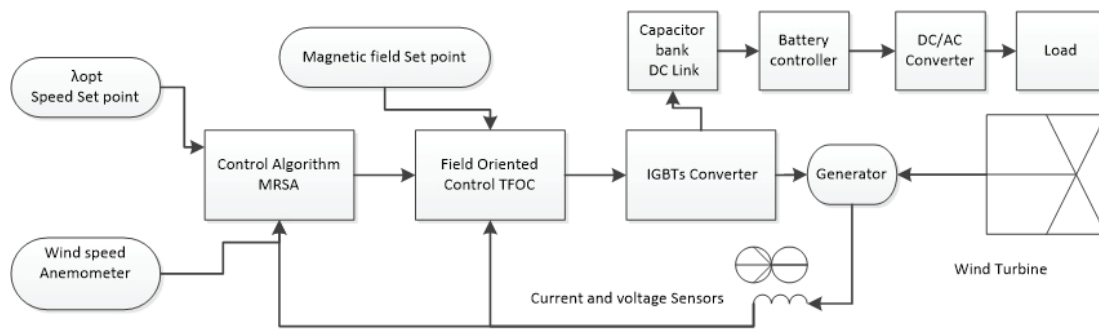 λopt
Speed Set point
Magnetic field Set point
Capacitor
bank
DC Link
Battery
controller
DC/AC
Converter
Load
Control Algorithm
MRSA
Field Oriented
Control TFOC
IGBTs Converter
Generator
Wind speed
Anemometer
Current and voltage Sensors
Wind Turbine